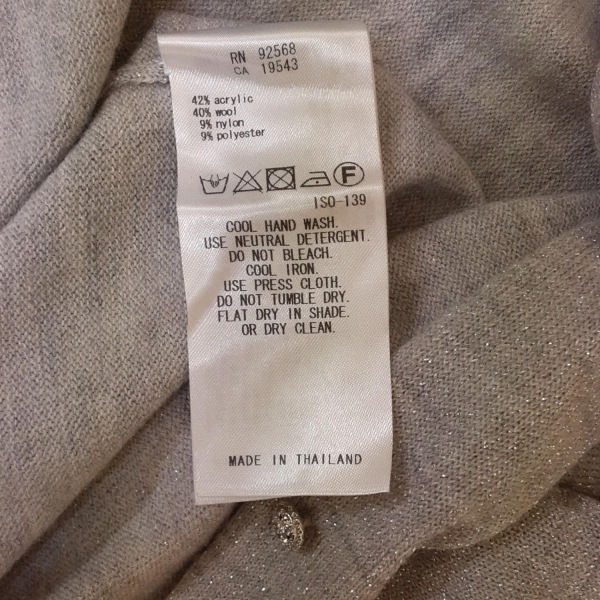 RN 92568
CA 19543
42% acrylic
40% wool
9% nylon
9% polyester
F
ISO-139
COOL HAND WASH.
USE NEUTRAL DETERGENT.
DO NOT BLEACH.
COOL IRON.
USE PRESS CLOTH.
DO NOT TUMBLE DRY.
FLAT DRY IN SHADE.
OR DRY CLEAN.
MADE IN THAILAND